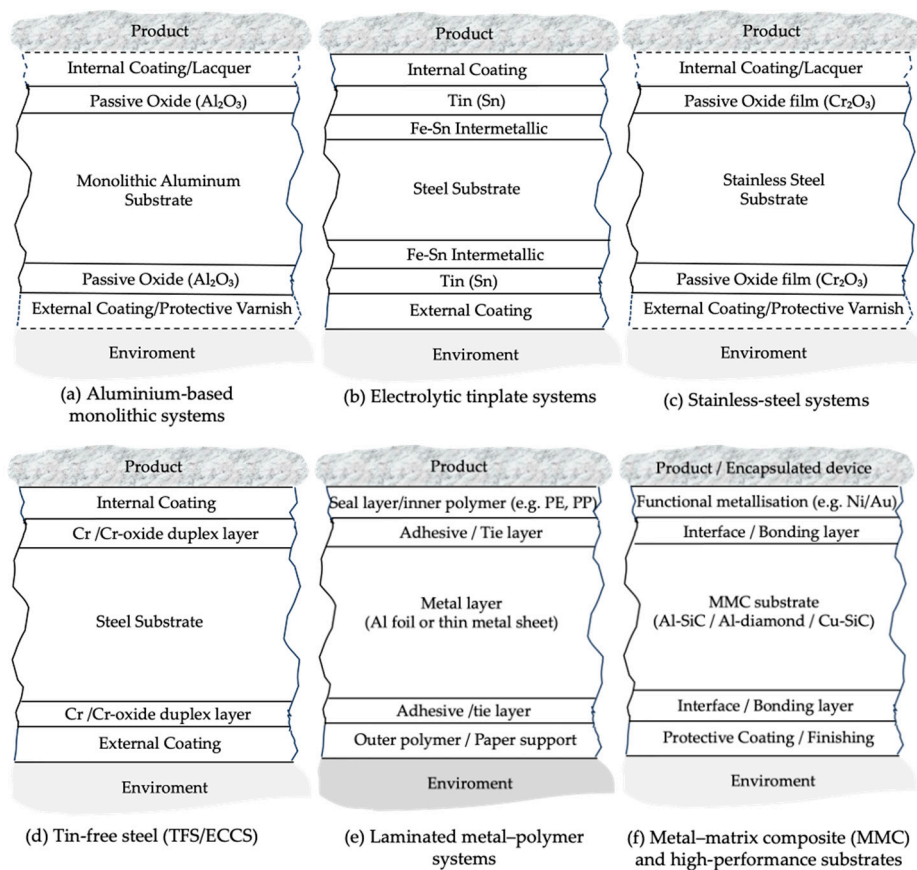 Product
Internal Coating/Lacquer
Passive Oxide (Al₂O₃)
Monolithic Aluminum
Substrate
Passive Oxide (Al₂O₃)
External Coating/Protective Varnish
Enviroment
(a) Aluminium-based
monolithic systems
Product
Internal Coating
Tin (Sn)
Fe-Sn Intermetallic
Steel Substrate
Fe-Sn Intermetallic
Tin (Sn)
External Coating
Enviroment
(b) Electrolytic tinplate systems
Product
Internal Coating/Lacquer
Passive Oxide film (Cr₂O₃)
Stainless Steel
Substrate
Passive Oxide film (Cr₂O₃)
External Coating/Protective Varnish
Enviroment
(c) Stainless-steel systems
Product
Internal Coating
Cr /Cr-oxide duplex layer
Steel Substrate
Cr /Cr-oxide duplex layer
External Coating
Enviroment
(d) Tin-free steel (TFS/ECCS)
Product
Seal layer/inner polymer (e.g. PE, PP)
Adhesive / Tie layer
Metal layer
(Al foil or thin metal sheet)
Adhesive /tie layer
Outer polymer / Paper support
Enviroment
(e) Laminated metal–polymer
systems
Product / Encapsulated device
Functional metallisation (e.g. Ni/Au)
Interface / Bonding layer
MMC substrate
(Al-SiC / Al-diamond / Cu-SiC)
Interface / Bonding layer
Protective Coating / Finishing
Enviroment
(f) Metal–matrix composite (MMC)
and high-performance substrates